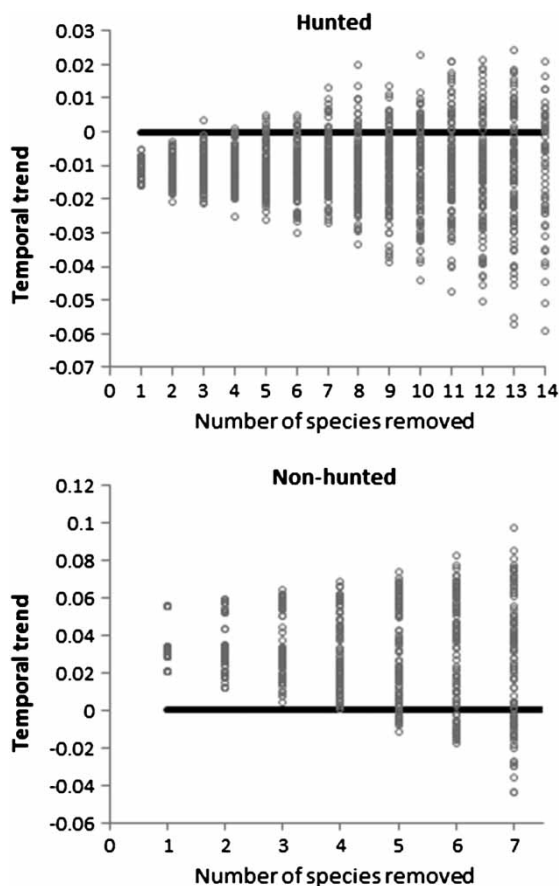 Hunted
0.03
0.02
0.01
0
-0.01
-0.02
-0.03
-0.04
-0.05
-0.06
-0.07
Temporal trend
0 1 2 3 4 5 6 7 8 9 10 11 12 13 14
Number of species removed
Non-hunted
0.12
0.1
0.08
0.06
0.04
0.02
0
-0.02
-0.04
-0.06
Temporal trend
0 1 2 3 4 5 6 7
Number of species removed